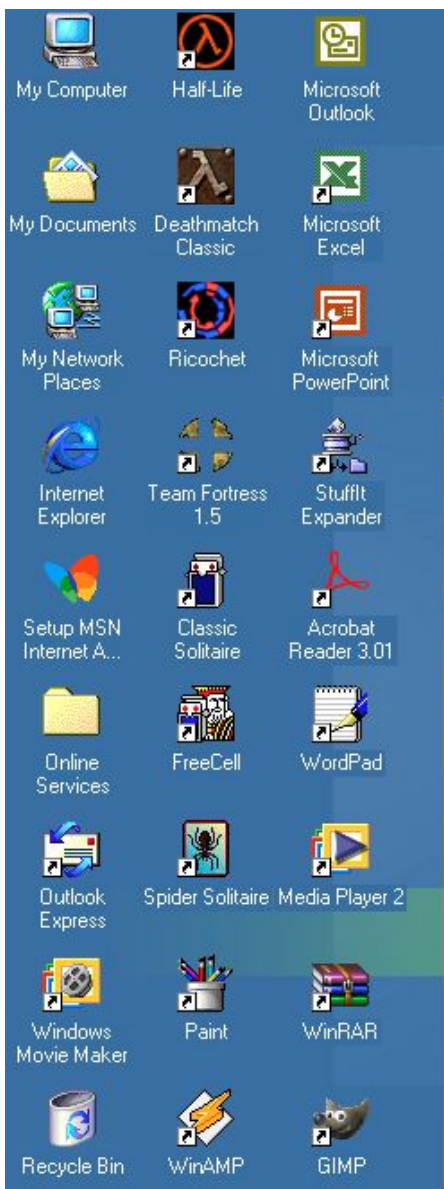 My Computer
Half-Life
Microsoft
Outlook
My Documents
Deathmatch
Classic
Microsoft
Excel
My Network
Places
Ricochet
Microsoft
PowerPoint
Internet
Explorer
Team Fortress
1.5
StuffIt
Expander
Setup MSN
Internet A...
Classic
Solitaire
Acrobat
Reader 3.01
Online
Services
FreeCell
WordPad
Outlook
Express
Spider Solitaire
Media Player 2
Windows
Movie Maker
Paint
WinRAR
Recycle Bin
WinAMP
GIMP